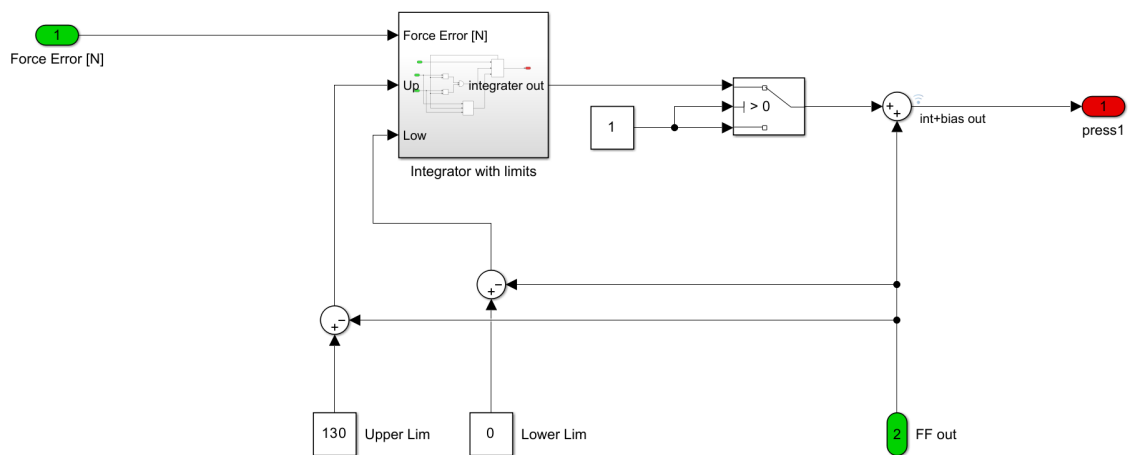 1
Force Error [N]
Force Error [N]
Up
integrater out
Low
Integrator with limits
1
> 0
+
+
int+bias out
1
press1
−
+
−
+
130
Upper Lim
0
Lower Lim
2
FF out